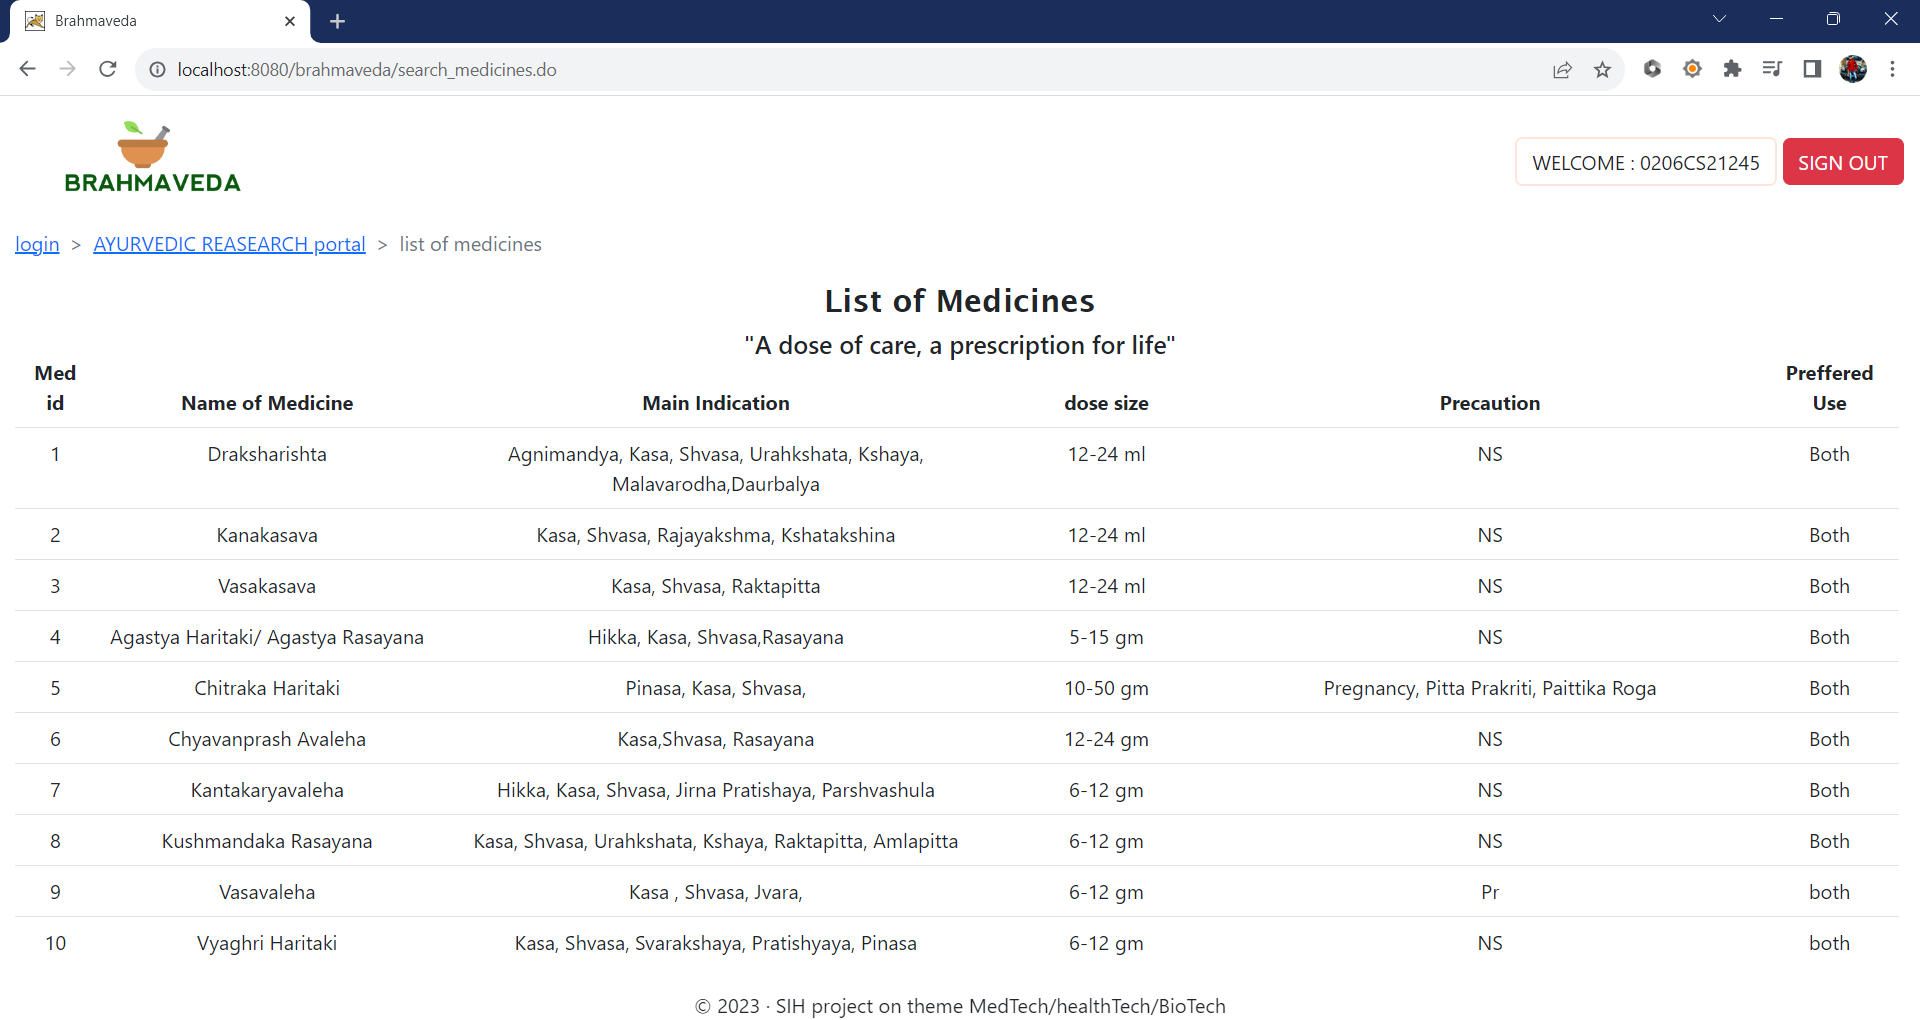 Brahmaveda
localhost:8080/brahmaveda/search_medicines.do
BRAHMAVEDA
WELCOME : 0206CS21245 SIGN OUT
login > AYURVEDIC REASEARCH portal > list of medicines
List of Medicines
"A dose of care, a prescription for life"
Med id Name of Medicine Main Indication dose size Precaution Preffered Use
1 Draksharishta Agnimandya, Kasa, Shvasa, Urahkshata, Kshaya, Malavarodha,Daurbalya 12-24 ml NS Both
2 Kanakasava Kasa, Shvasa, Rajayakshma, Kshatakshina 12-24 ml NS Both
3 Vasakasava Kasa, Shvasa, Raktapitta 12-24 ml NS Both
4 Agastya Haritaki/ Agastya Rasayana Hikka, Kasa, Shvasa,Rasayana 5-15 gm NS Both
5 Chitraka Haritaki Pinasa, Kasa, Shvasa, 10-50 gm Pregnancy, Pitta Prakriti, Paittika Roga Both
6 Chyavanprash Avaleha Kasa,Shvasa, Rasayana 12-24 gm NS Both
7 Kantakaryavaleha Hikka, Kasa, Shvasa, Jirna Pratishaya, Parshvashula 6-12 gm NS Both
8 Kushmandaka Rasayana Kasa, Shvasa, Urahkshata, Kshaya, Raktapitta, Amlapitta 6-12 gm NS Both
9 Vasavaleha Kasa , Shvasa, Jvara, 6-12 gm Pr both
10 Vyaghri Haritaki Kasa, Shvasa, Svarakshaya, Pratishyaya, Pinasa 6-12 gm NS both
© 2023 · SIH project on theme MedTech/healthTech/BioTech